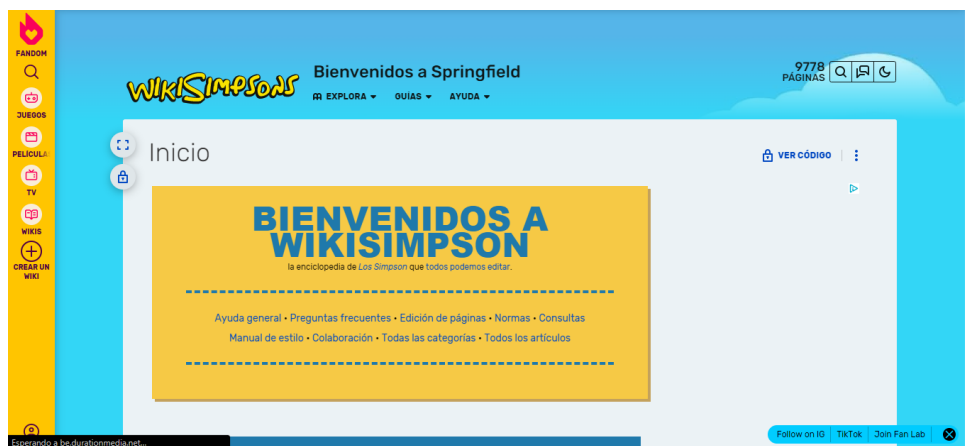 FANDOM
JUEGOS
PELÍCULA
TV
WIKIS
CREAR UN
WIKI
WIKISIMPSONS
Bienvenidos a Springfield
EXPLORA
GUÍAS
AYUDA
9778
PÁGINAS
Inicio
VER CÓDIGO
BIENVENIDOS A
WIKISIMPSON
la enciclopedia de Los Simpson que todos podemos editar.
Ayuda general • Preguntas frecuentes • Edición de páginas • Normas • Consultas
Manual de estilo • Colaboración • Todas las categorías • Todos los artículos
Esperando a be.durationmedia.net...
Follow on IG
TikTok
Join Fan Lab